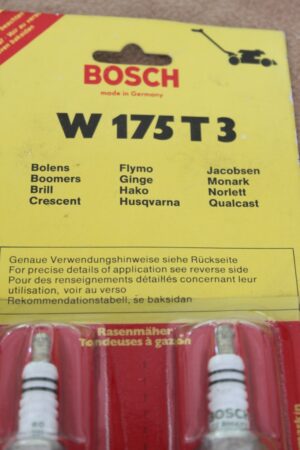 BOSCH
made in Germany
W 175 T 3
Bolens Flymo Jacobsen
Boomers Ginge Monark
Brill Hako Norlett
Crescent Husqvarna Qualcast
Genaue Verwendungshinweise siehe Rückseite
For precise details of application see reverse side
Pour des renseignements détaillés concernant leur
utilisation, voir au verso
Rekommendationstabell, se baksidan
Rasenmäher
Tondeuses à gazon
BOSCH